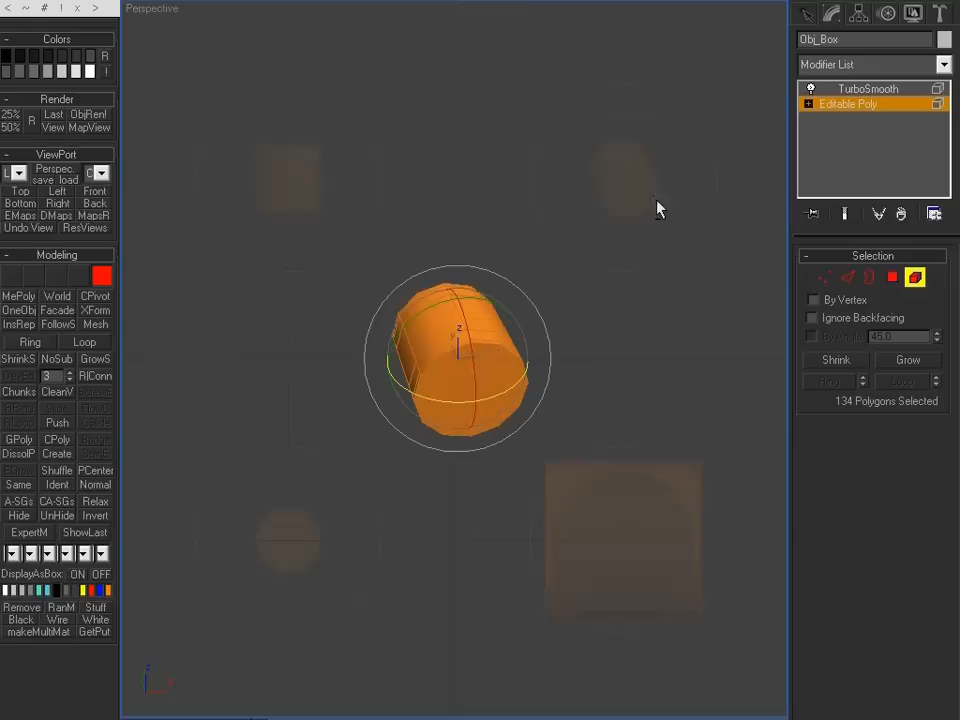 < ~ # ! x >
Perspective
- Colors
R
!
- Render
25% R Last ObjRen!
50% View MapView
- ViewPort
L Perspec. C
save load
Top Left Front
Bottom Right Back
EMaps DMaps MapsR
Undo View ResViews
- Modeling
MePoly World CPivot
OneObj Facade XForm
InsRep FollowS Mesh
Ring Loop
ShrinkS NoSub GrowS
3 R|Conn
Chunks CleanV
Push
GPoly CPoly Bridge
DissolP Create
Shuffle PCenter
Same Ident Normal
A-SGs CA-SGs Relax
Hide UnHide Invert
ExpertM ShowLast
DisplayAsBox: ON OFF
Remove RanM Stuff
Black Wire White
makeMultiMat GetPut
z
y
z
Obj_Box
Modifier List
TurboSmooth
+ Editable Poly
- Selection
By Vertex
Ignore Backfacing
By Angle 45.0
Shrink Grow
Ring Loop
134 Polygons Selected